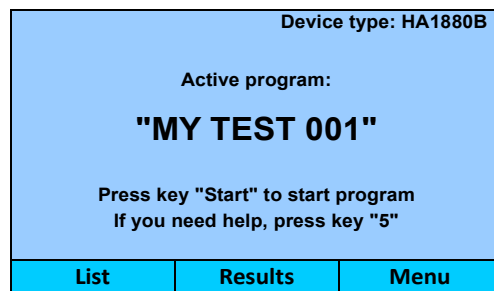 Device type: HA1880B
Active program:
"MY TEST 001"
Press key "Start" to start program
If you need help, press key "5"
List Results Menu